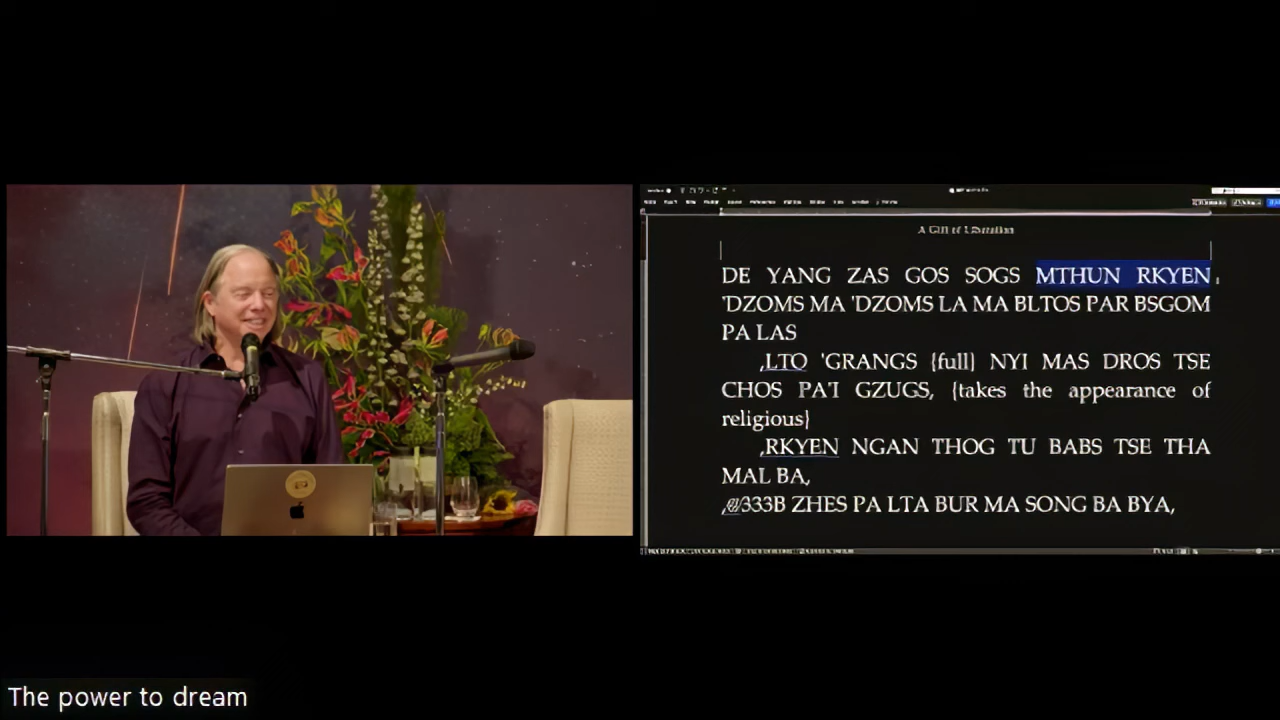 A Gift of Liberation
DE YANG ZAS GOS SOGS MTHUN RKYEN
'DZOMS MA 'DZOMS LA MA BLTOS PAR BSGOM
PA LAS
,LTO 'GRANGS {full} NYI MAS DROS TSE
CHOS PA'I GZUGS, {takes the appearance of
religious}
,RKYEN NGAN THOG TU BABS TSE THA
MAL BA,
,@333B ZHES PA LTA BUR MA SONG BA BYA,
The power to dream